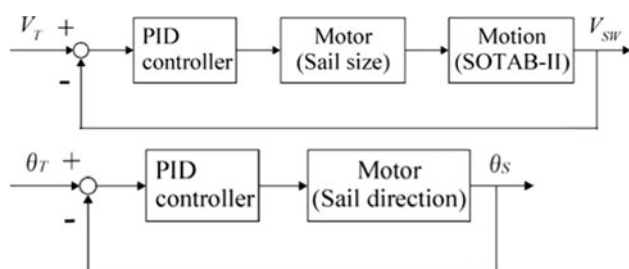 V_T + PID controller Motor (Sail size) Motion (SOTAB-II) V_SW
-
θ_T + PID controller Motor (Sail direction) θ_S
-